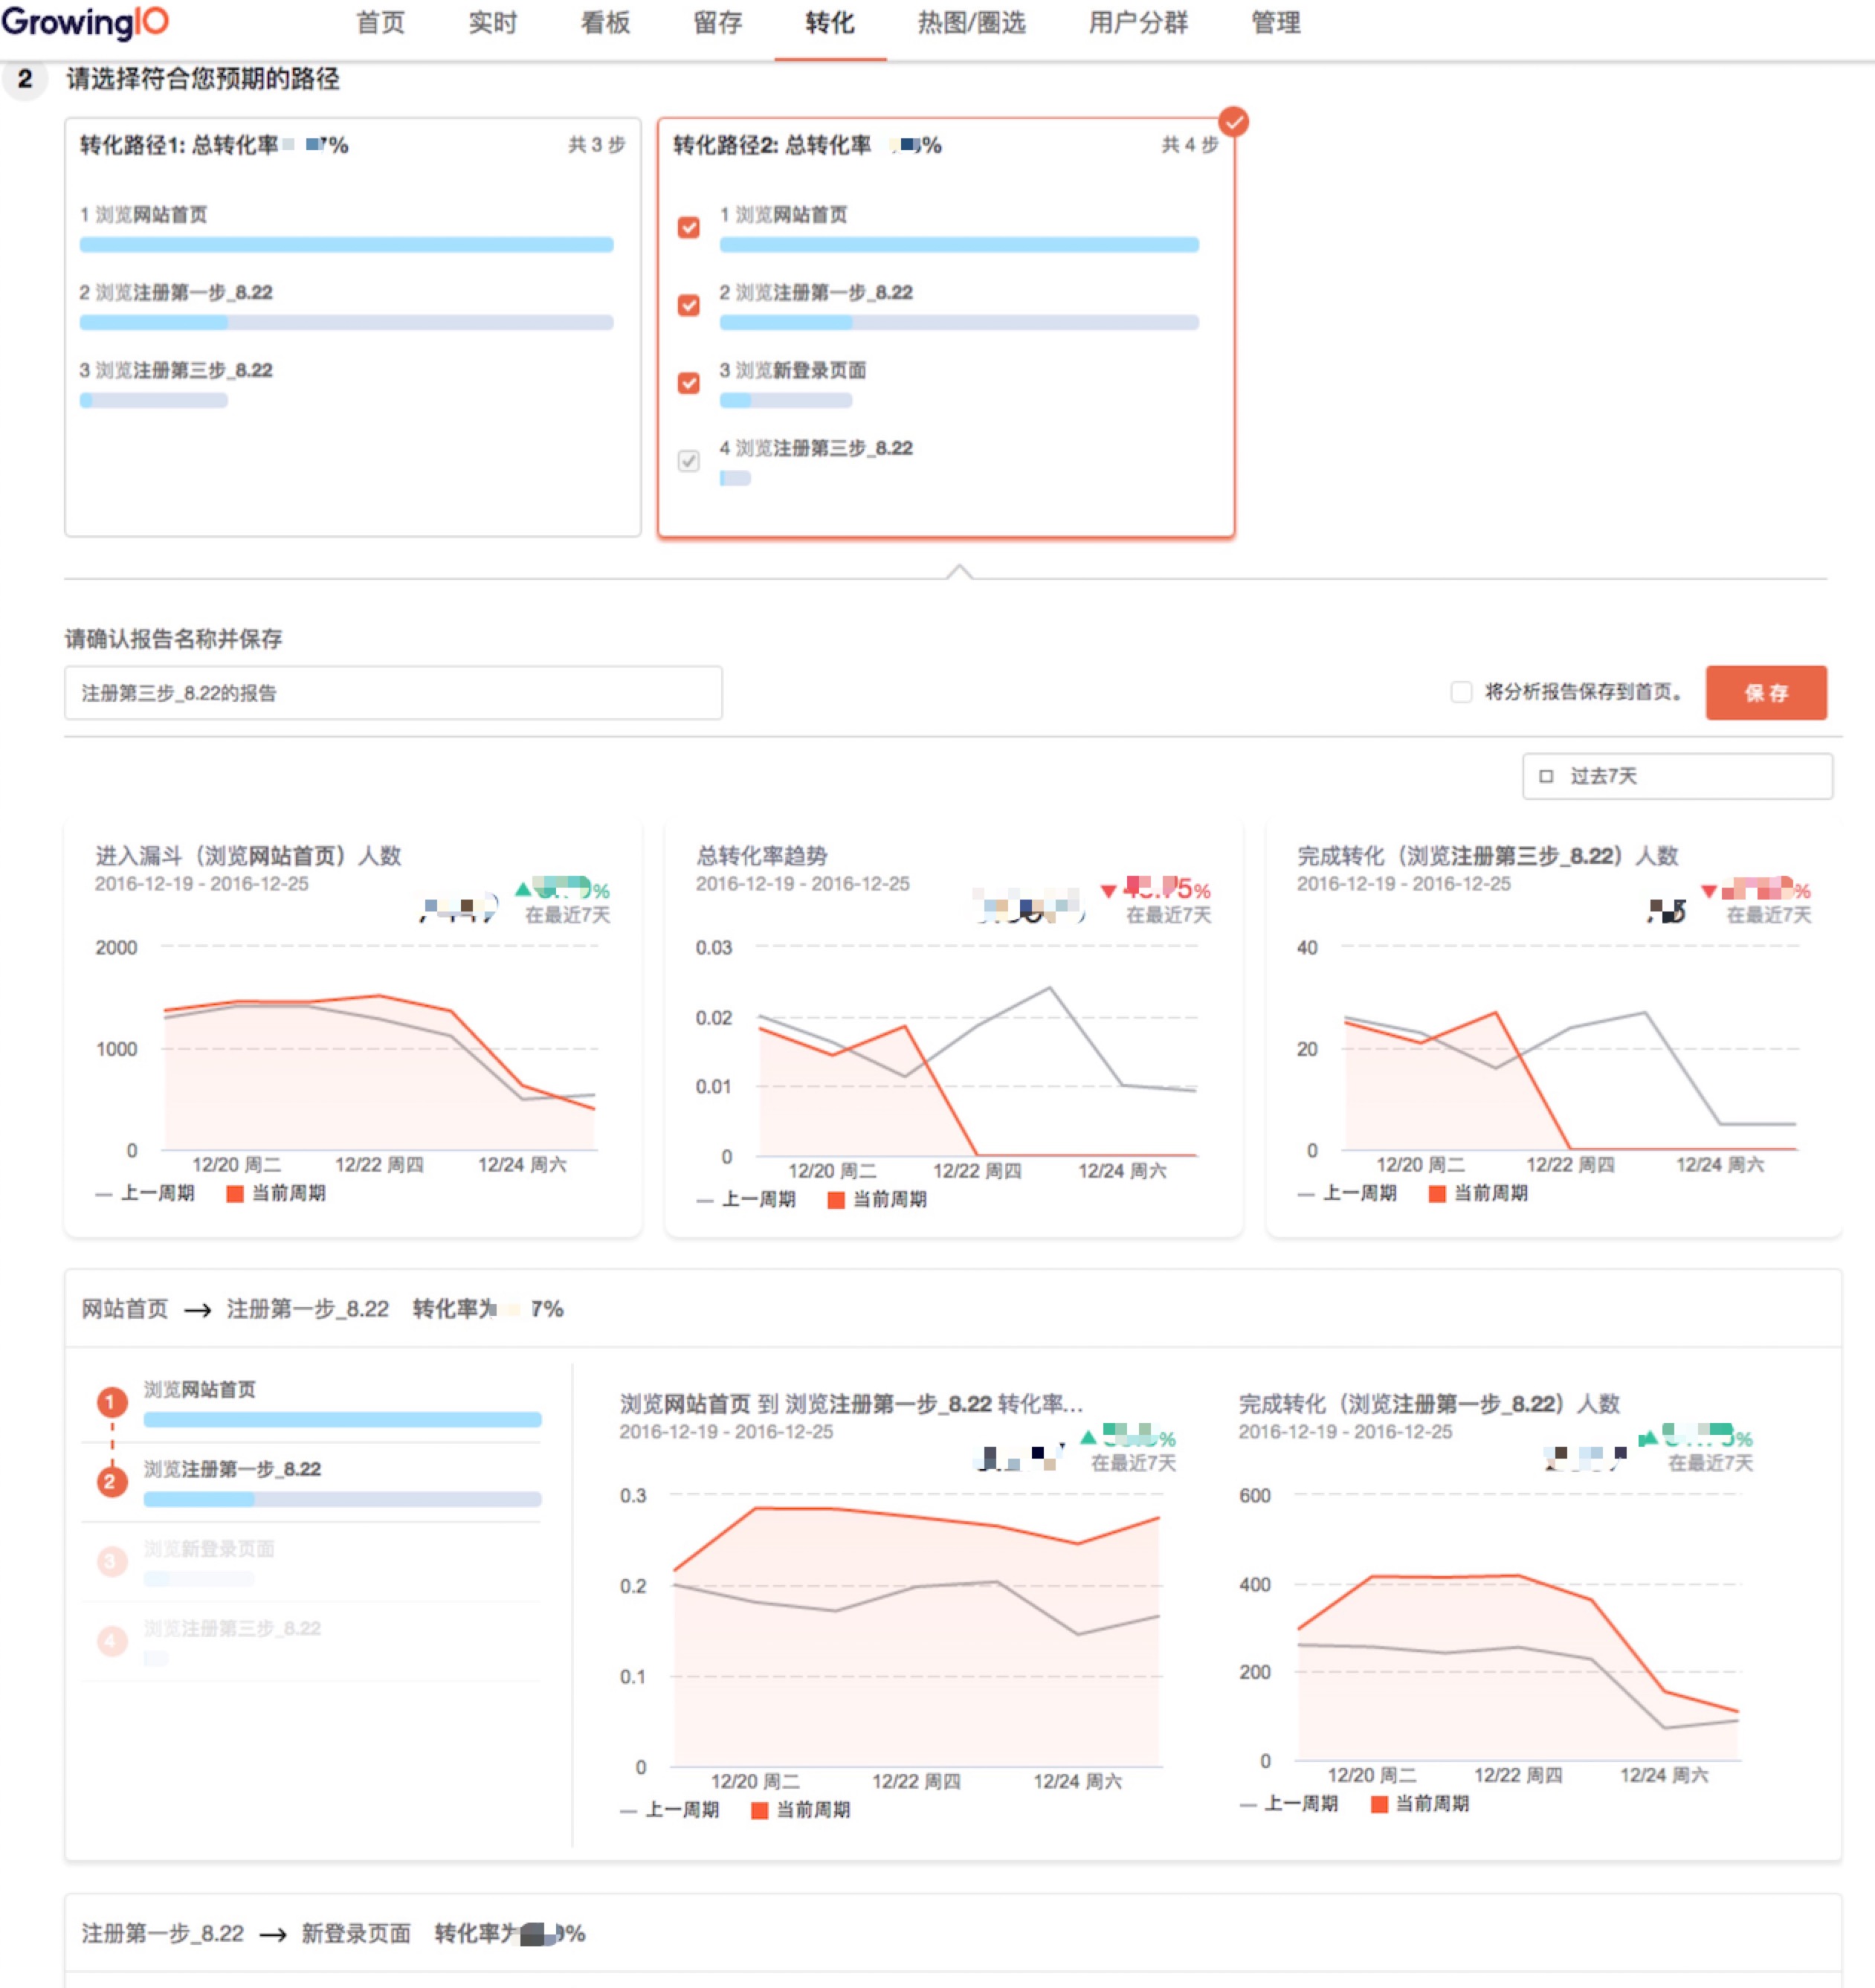 GrowingIO 首页 实时 看板 留存 转化 热图/圈选 用户分群 管理
2 请选择符合您预期的路径
转化路径1: 总转化率 % 共 3 步
1 浏览网站首页
2 浏览注册第一步_8.22
3 浏览注册第三步_8.22
转化路径2: 总转化率 % 共 4 步
1 浏览网站首页
2 浏览注册第一步_8.22
3 浏览新登录页面
4 浏览注册第三步_8.22
请确认报告名称并保存
注册第三步_8.22的报告
将分析报告保存到首页。
保存
过去7天
进入漏斗（浏览网站首页）人数
2016-12-19 - 2016-12-25
%
在最近7天
2000
1000
0
12/20 周二 12/22 周四 12/24 周六
上一周期 当前周期
总转化率趋势
2016-12-19 - 2016-12-25
%
在最近7天
0.03
0.02
0.01
0
12/20 周二 12/22 周四 12/24 周六
上一周期 当前周期
完成转化（浏览注册第三步_8.22）人数
2016-12-19 - 2016-12-25
%
在最近7天
40
20
0
12/20 周二 12/22 周四 12/24 周六
上一周期 当前周期
网站首页 → 注册第一步_8.22 转化率为 7%
1 浏览网站首页
2 浏览注册第一步_8.22
3 浏览新登录页面
4 浏览注册第三步_8.22
浏览网站首页 到 浏览注册第一步_8.22 转化率...
2016-12-19 - 2016-12-25
%
在最近7天
0.3
0.2
0.1
0
12/20 周二 12/22 周四 12/24 周六
上一周期 当前周期
完成转化（浏览注册第一步_8.22）人数
2016-12-19 - 2016-12-25
%
在最近7天
600
400
200
0
12/20 周二 12/22 周四 12/24 周六
上一周期 当前周期
注册第一步_8.22 → 新登录页面 转化率为 %